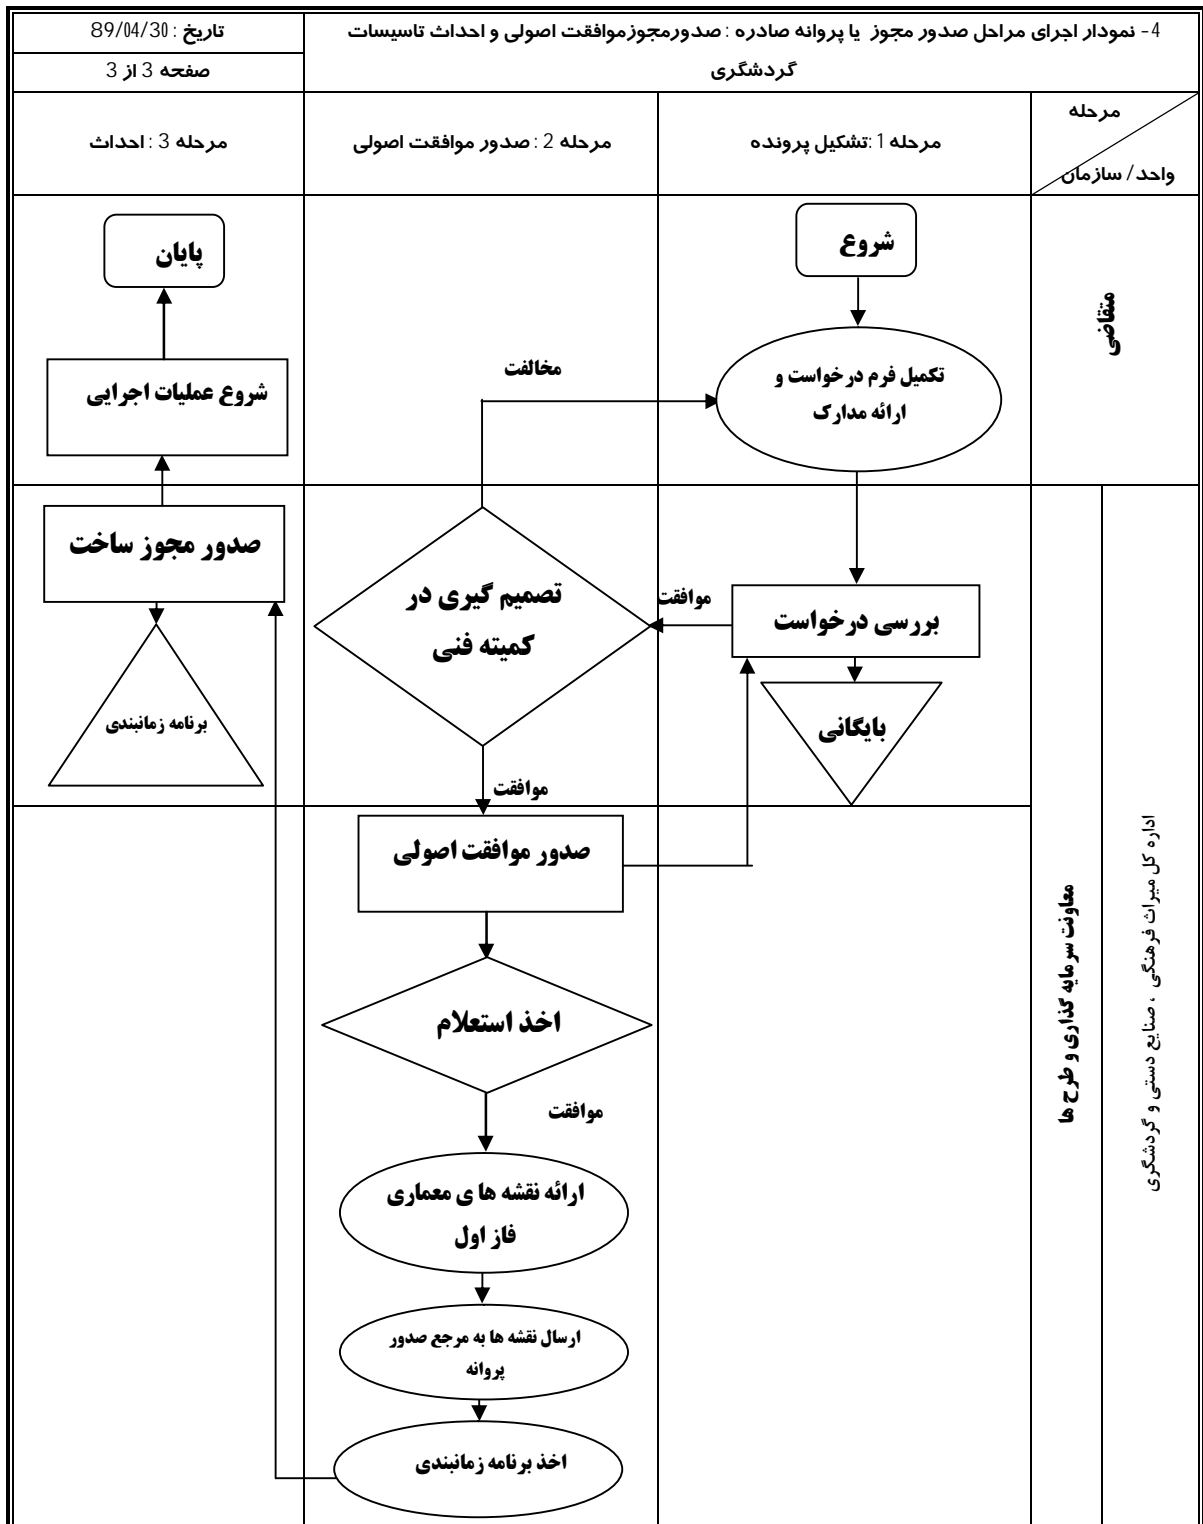 4- نمودار اجرای مراحل صدور مجوز یا پروانه صادره : صدورمجوزموافقت اصولی و احداث تاسیسات
گردشگری
تاریخ : 89/04/30
صفحه 3 از 3
مرحله
واحد/ سازمان
مرحله 1 :تشکیل پرونده
مرحله 2 : صدور موافقت اصولی
مرحله 3 : احداث
متقاضی
شروع
تکمیل فرم درخواست و
ارائه مدارک
مخالفت
پایان
شروع عملیات اجرایی
اداره کل میراث فرهنگی ، صنایع دستی و گردشگری
معاونت سرمایه گذاری و طرح ها
بررسی درخواست
بایگانی
موافقت
تصمیم گیری در
کمیته فنی
موافقت
صدور مجوز ساخت
برنامه زمانبندی
صدور موافقت اصولی
اخذ استعلام
موافقت
ارائه نقشه ها ی معماری
فاز اول
ارسال نقشه ها به مرجع صدور
پروانه
اخذ برنامه زمانبندی